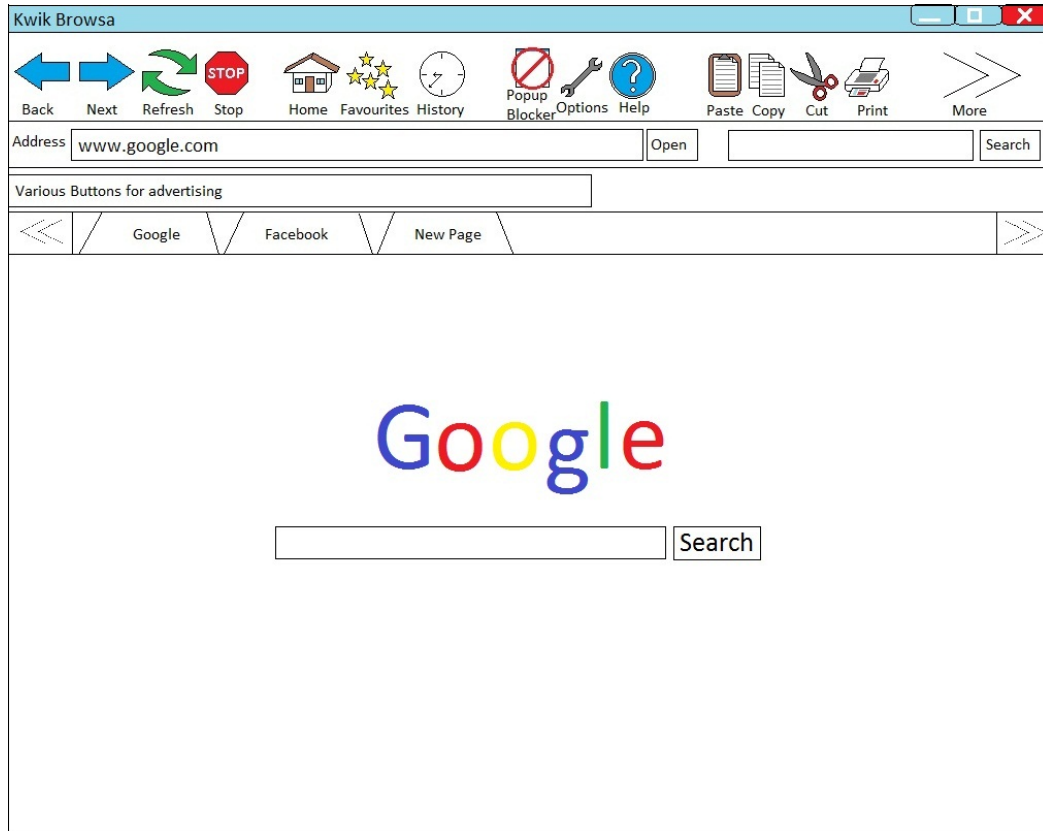 Kwik Browsa
STOP
Back Next Refresh Stop Home Favourites History Popup Blocker Options Help Paste Copy Cut Print More
Address www.google.com Open Search
Various Buttons for advertising
Google Facebook New Page
Google
Search